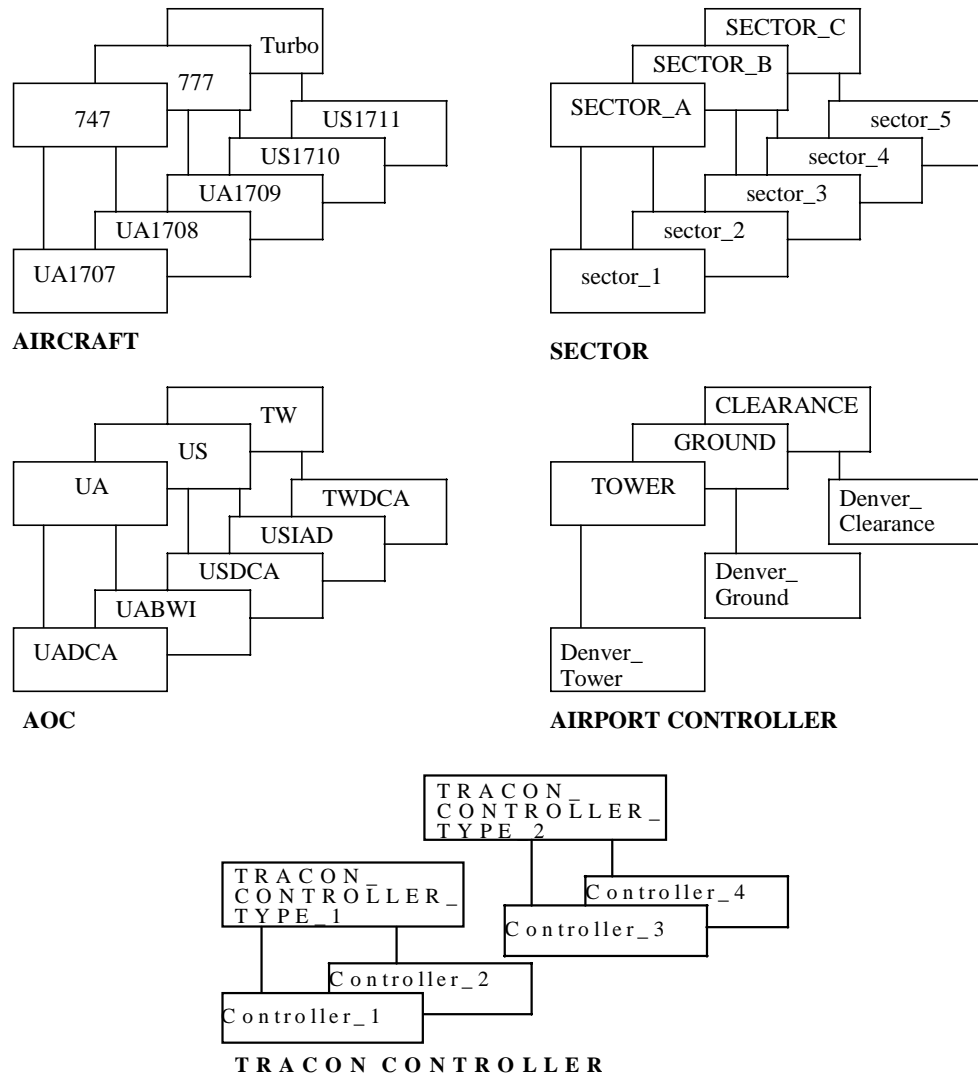 Turbo
777
747
US1711
US1710
UA1709
UA1708
UA1707
AIRCRAFT
SECTOR_C
SECTOR_B
SECTOR_A
sector_5
sector_4
sector_3
sector_2
sector_1
SECTOR
TW
US
UA
TWDCA
USIAD
USDCA
UABWI
UADCA
AOC
CLEARANCE
GROUND
TOWER
Denver_
Clearance
Denver_
Ground
Denver_
Tower
AIRPORT CONTROLLER
TRACON_
CONTROLLER_
TYPE_2
TRACON_
CONTROLLER_
TYPE_1
Controller_4
Controller_3
Controller_2
Controller_1
TRACON CONTROLLER